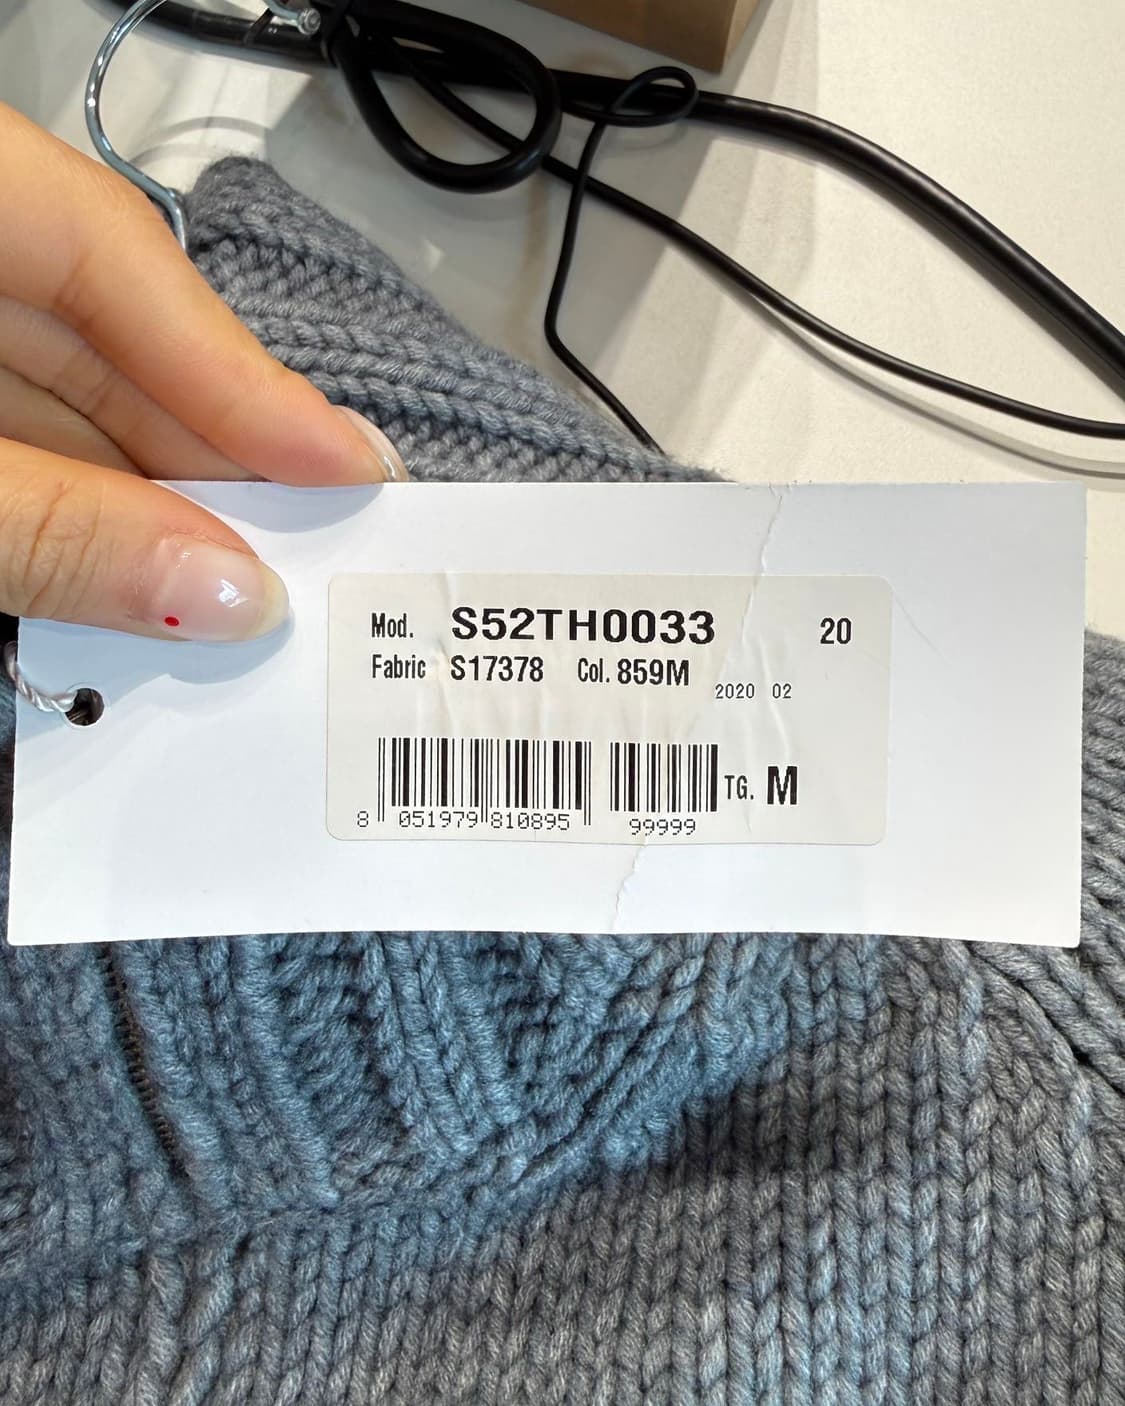 Mod. S52TH0033 20
Fabric S17378 Col. 859M
2020 02
TG. M
8 051979 810895 99999